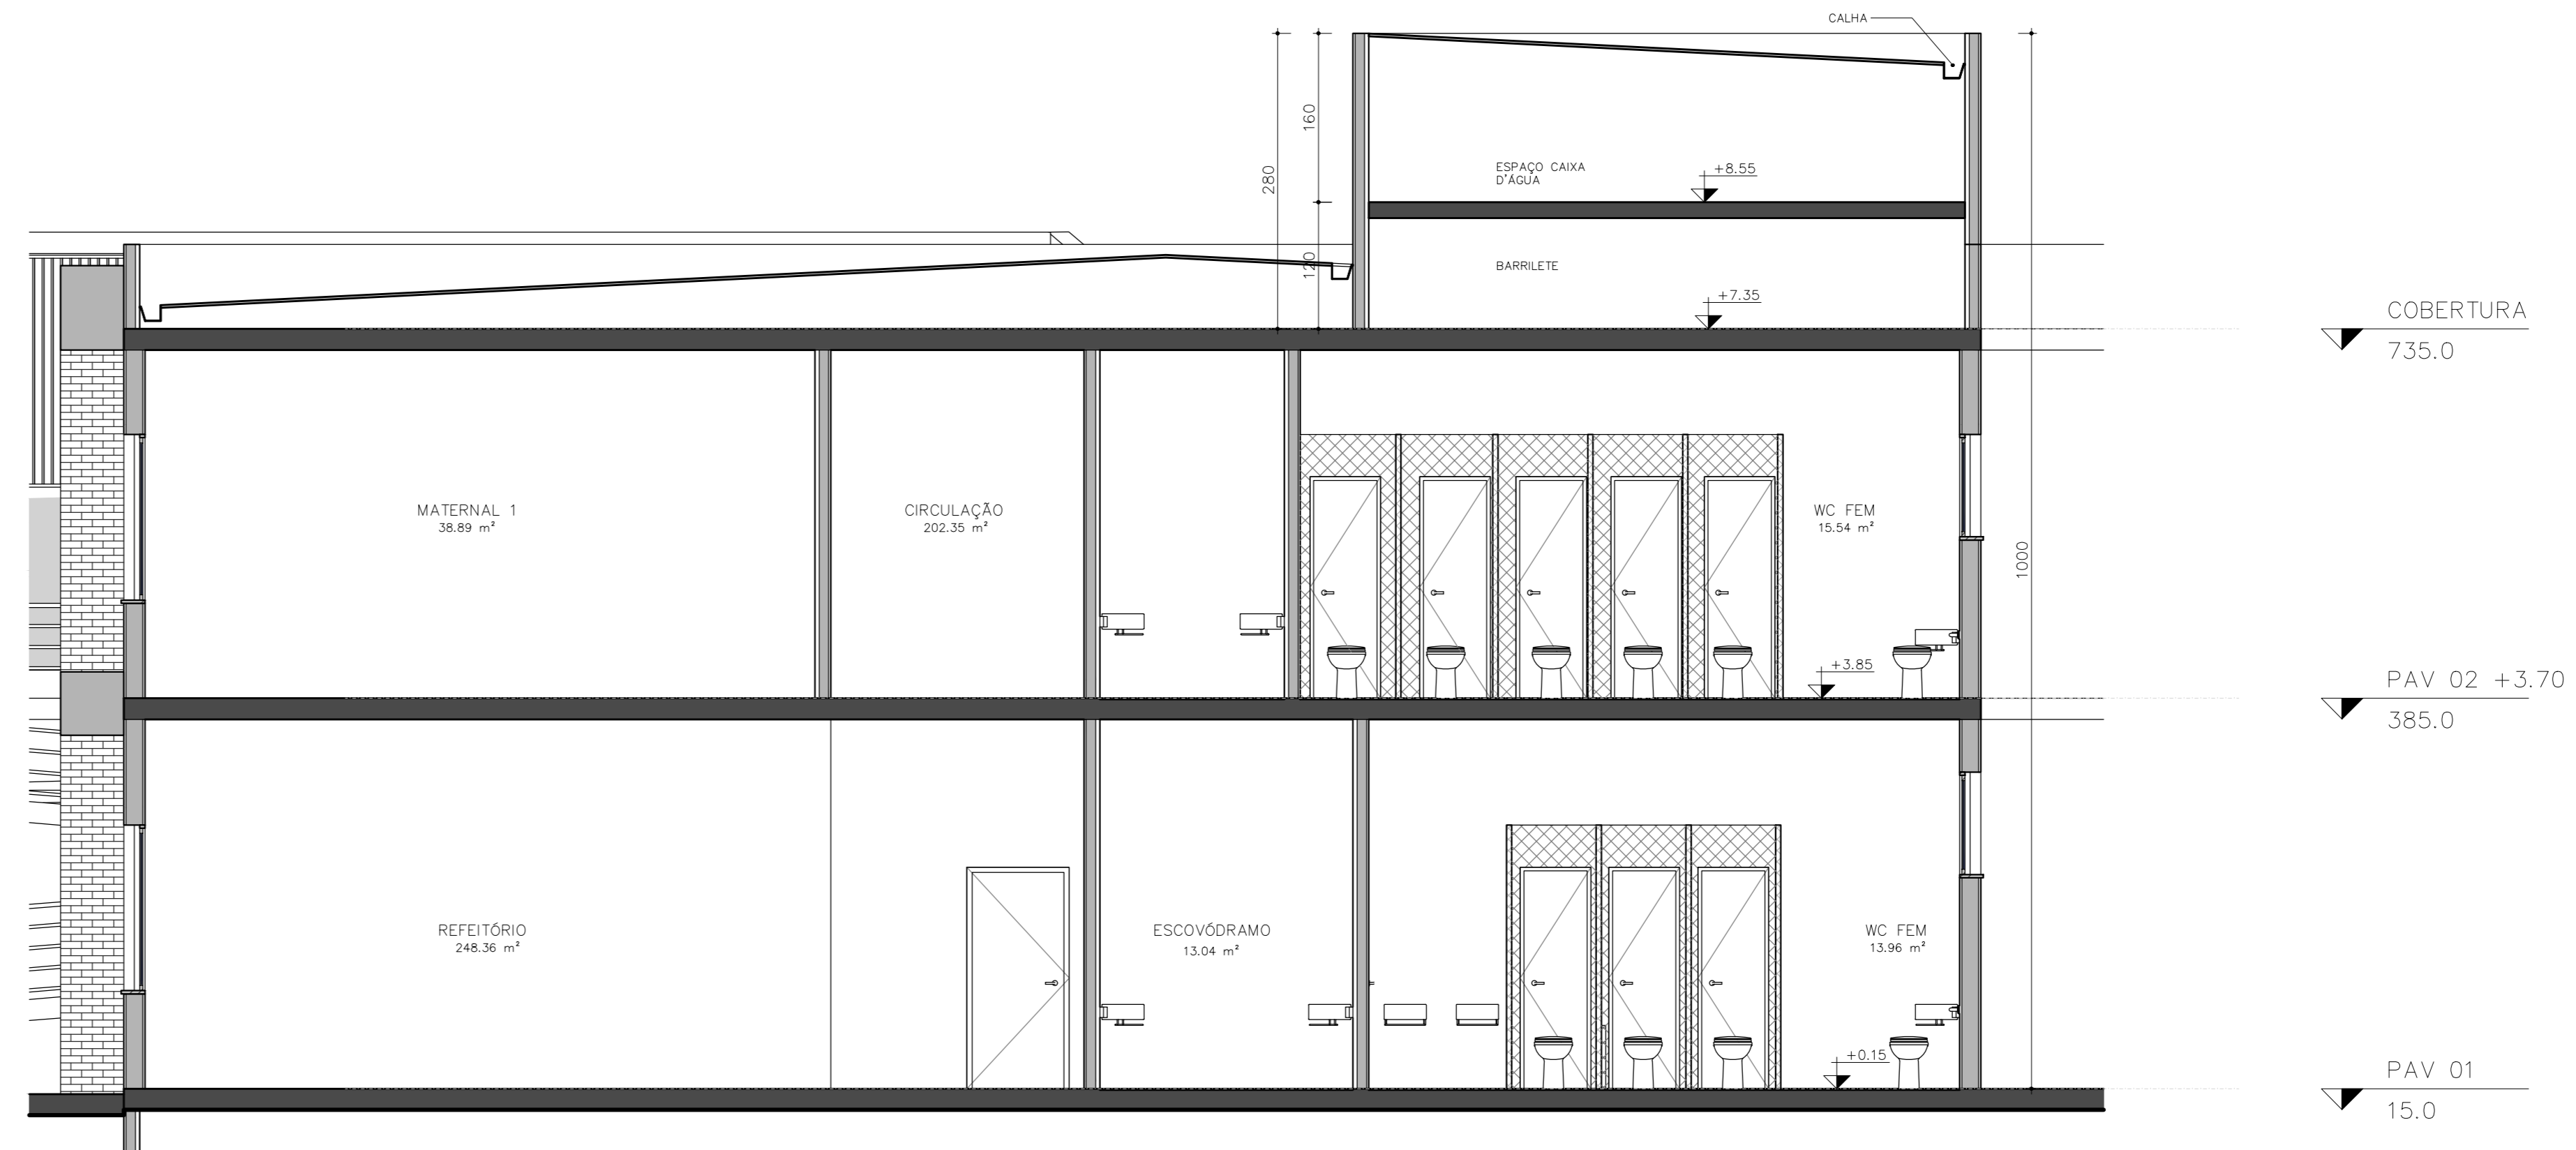 CALHA
160
280
ESPAÇO CAIXA
D'ÁGUA
+8.55
120
BARRILETE
+7.35
COBERTURA
735.0
MATERNAL 1
38.89 m²
CIRCULAÇÃO
202.35 m²
WC FEM
15.54 m²
1000
+3.85
PAV 02 +3.70
385.0
REFEITÓRIO
248.36 m²
ESCOVÓDRAMO
13.04 m²
WC FEM
13.96 m²
+0.15
PAV 01
15.0